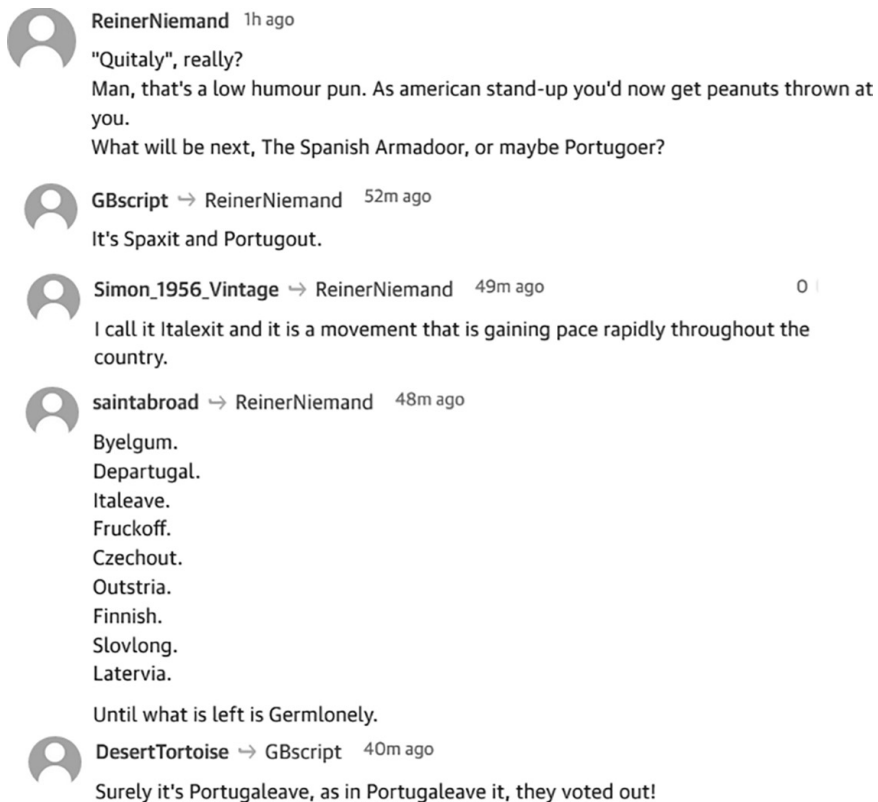 ReinerNiemand 1h ago
"Quitaly", really?
Man, that's a low humour pun. As american stand-up you'd now get peanuts thrown at
you.
What will be next, The Spanish Armadoor, or maybe Portugoer?
GBscript ↪ ReinerNiemand 52m ago
It's Spaxit and Portugout.
Simon_1956_Vintage ↪ ReinerNiemand 49m ago 0
I call it Italexit and it is a movement that is gaining pace rapidly throughout the
country.
saintabroad ↪ ReinerNiemand 48m ago
Byelgum.
Departugal.
Italeave.
Fruckoff.
Czechout.
Outstria.
Finnish.
Slovlong.
Latervia.
Until what is left is Germlonely.
DesertTortoise ↪ GBscript 40m ago
Surely it's Portugaleave, as in Portugaleave it, they voted out!